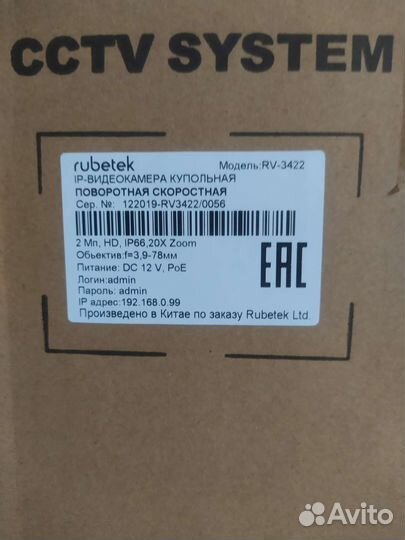 CCTV SYSTEM
rubetek Модель:RV-3422
IP-ВИДЕОКАМЕРА КУПОЛЬНАЯ
ПОВОРОТНАЯ СКОРОСТНАЯ
Сер. №: 122019-RV3422/0056
2 Мп, HD, IP66,20X Zoom
Объектив:f=3,9-78мм
Питание: DC 12 V, PoE
Логин:admin
Пароль: admin
IP адрес:192.168.0.99
EAC
Произведено в Китае по заказу Rubetek Ltd.
Avito